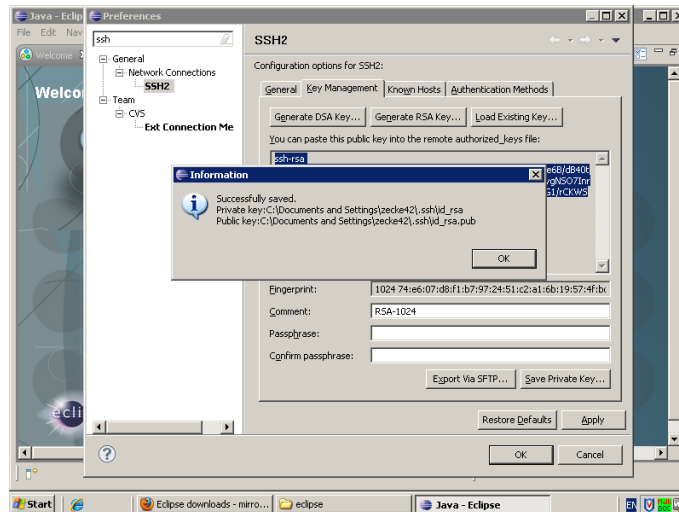 Java - Eclip
Preferences
File Edit Nav
Welcome
ssh
SSH2
General
Network Connections
SSH2
Team
CVS
Ext Connection Me
Configuration options for SSH2:
General Key Management Known Hosts Authentication Methods
Generate DSA Key... Generate RSA Key... Load Existing Key...
You can paste this public key into the remote authorized_keys file:
ssh-rsa
Information
Successfully saved.
Private key:C:\Documents and Settings\zecke42\.ssh\id_rsa
Public key:C:\Documents and Settings\zecke42\.ssh\id_rsa.pub
OK
Fingerprint: 1024 74:e6:07:d8:f1:b7:97:24:51:c2:a1:6b:19:57:4f:b
Comment: RSA-1024
Passphrase:
Confirm passphrase:
Export Via SFTP... Save Private Key...
Restore Defaults Apply
OK Cancel
Welco
ecli
Start Eclipse downloads - mirro... eclipse Java - Eclipse EN